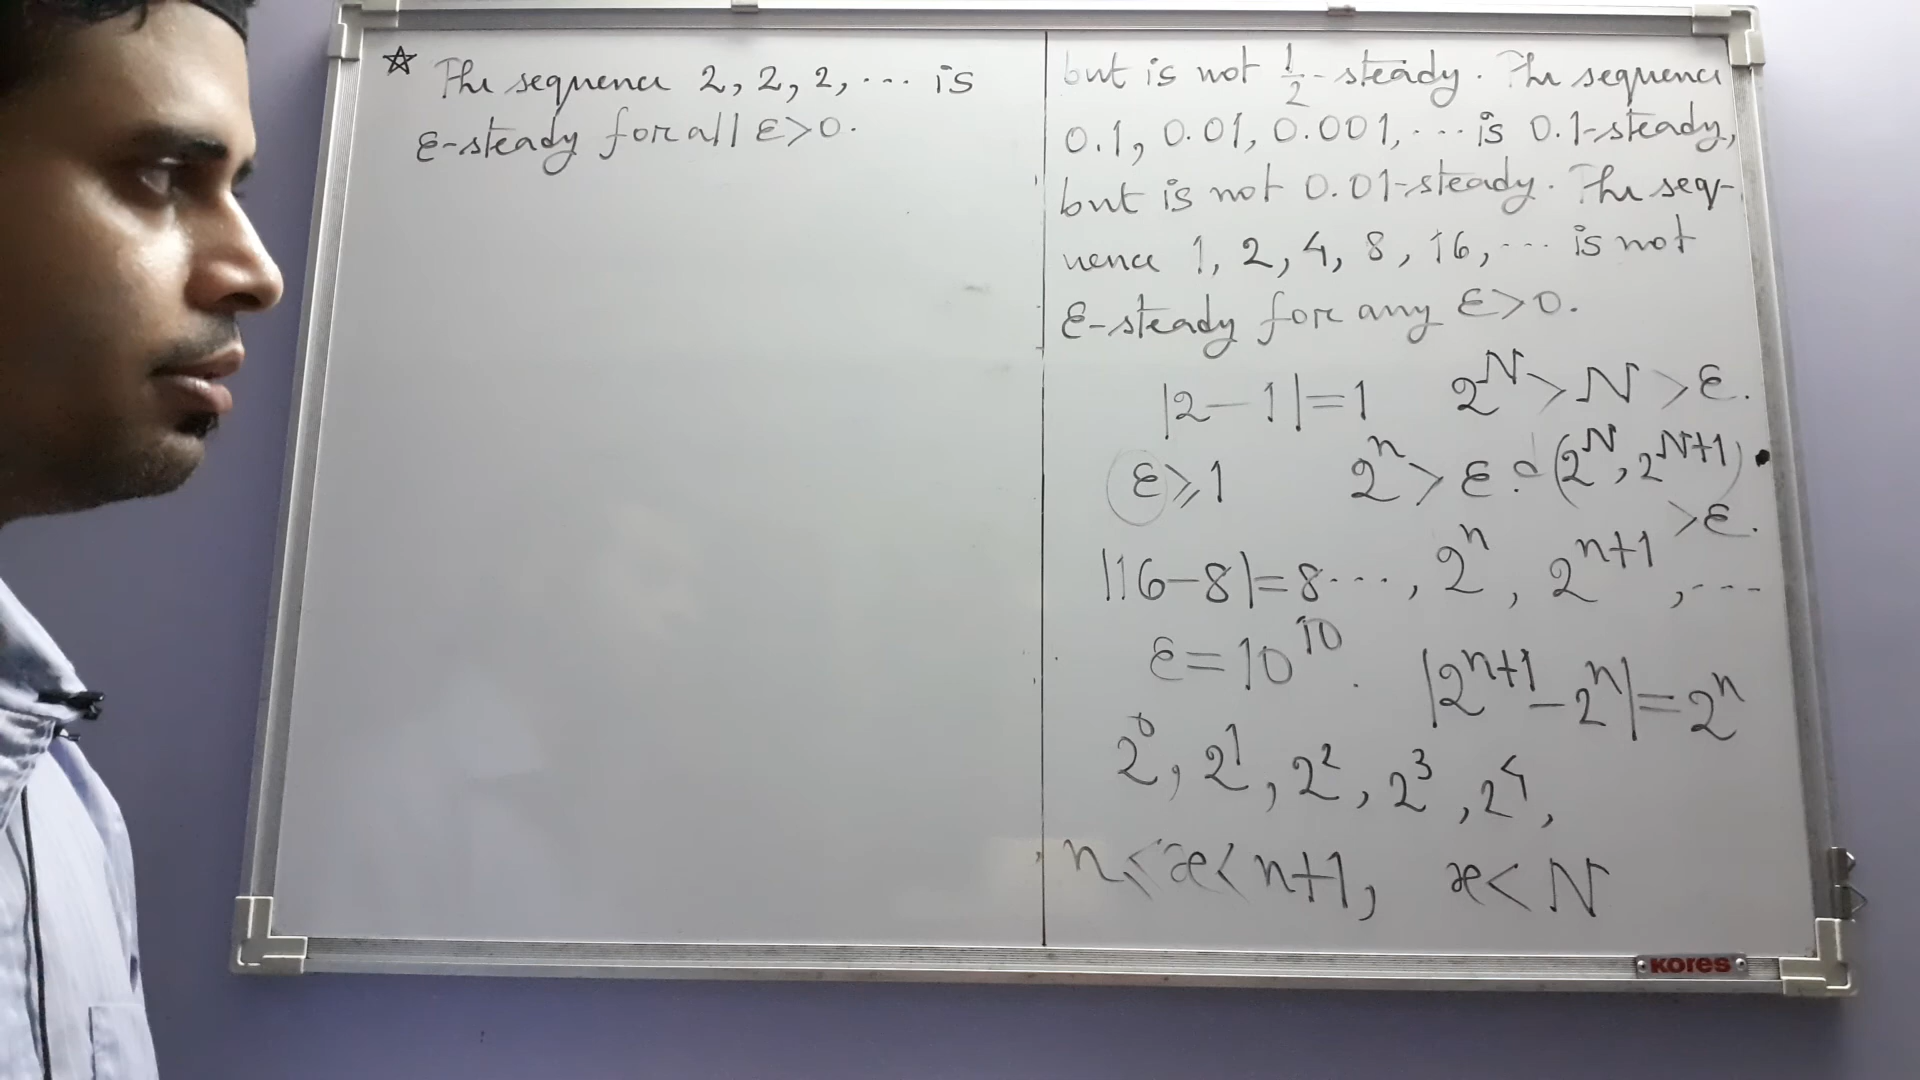 ☆ The sequence 2, 2, 2, ... is
ε-steady for all ε>0.
but is not 1/2-steady. The sequence
0.1, 0.01, 0.001, ... is 0.1-steady,
but is not 0.01-steady. The seq-
uence 1, 2, 4, 8, 16, ... is not
ε-steady for any ε>0.
|2-1|=1 2^N > N > ε.
ε⩾1 2^n > ε. d(2^N, 2^{N+1})
>ε.
|16-8|=8 ..., 2^n, 2^{n+1}, ...
ε=10^10. |2^{n+1}-2^n|=2^n
2^0, 2^1, 2^2, 2^3, 2^4,
n⩽x<n+1, x<N
Kores